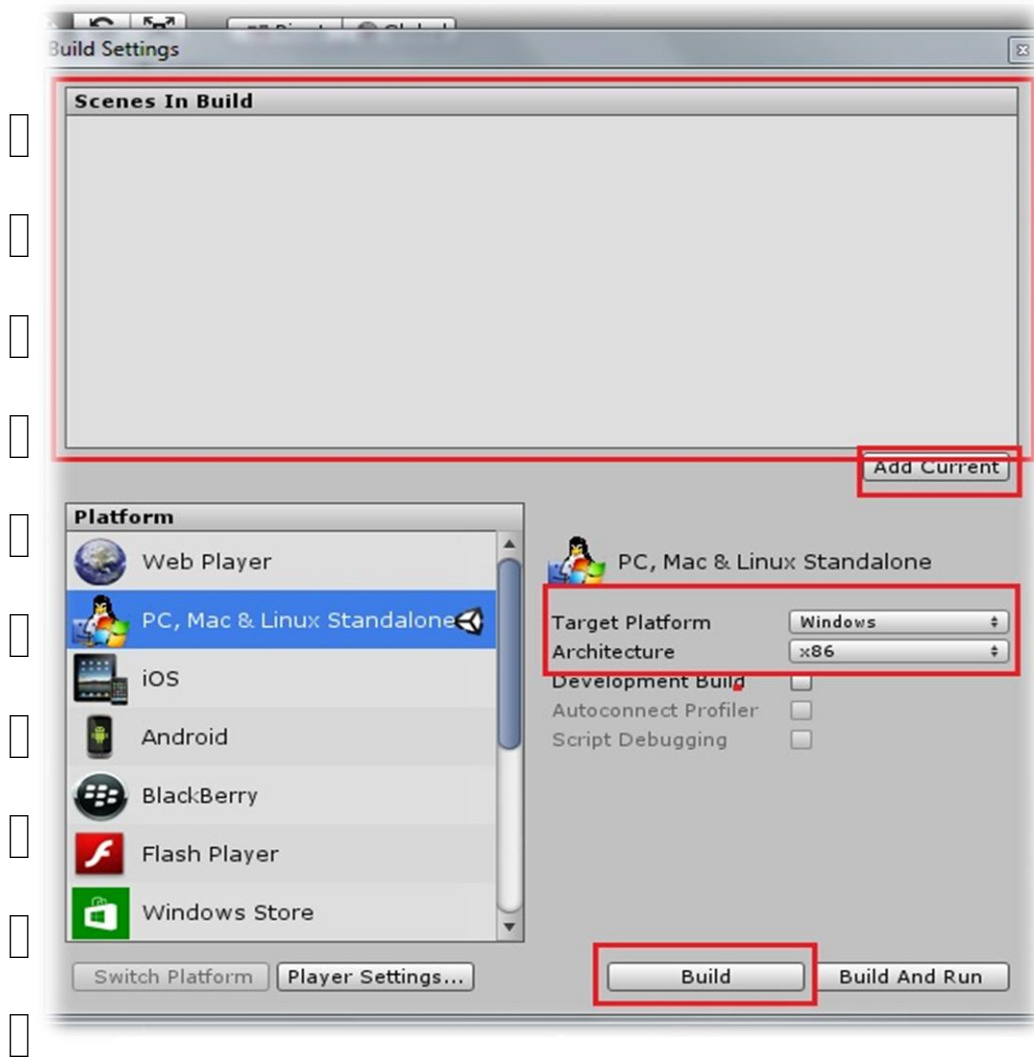 Build Settings
Scenes In Build
Add Current
Platform
Web Player
PC, Mac & Linux Standalone
iOS
Android
BlackBerry
Flash Player
Windows Store
PC, Mac & Linux Standalone
Target Platform Windows
Architecture x86
Development Build
Autoconnect Profiler
Script Debugging
Switch Platform Player Settings... Build Build And Run